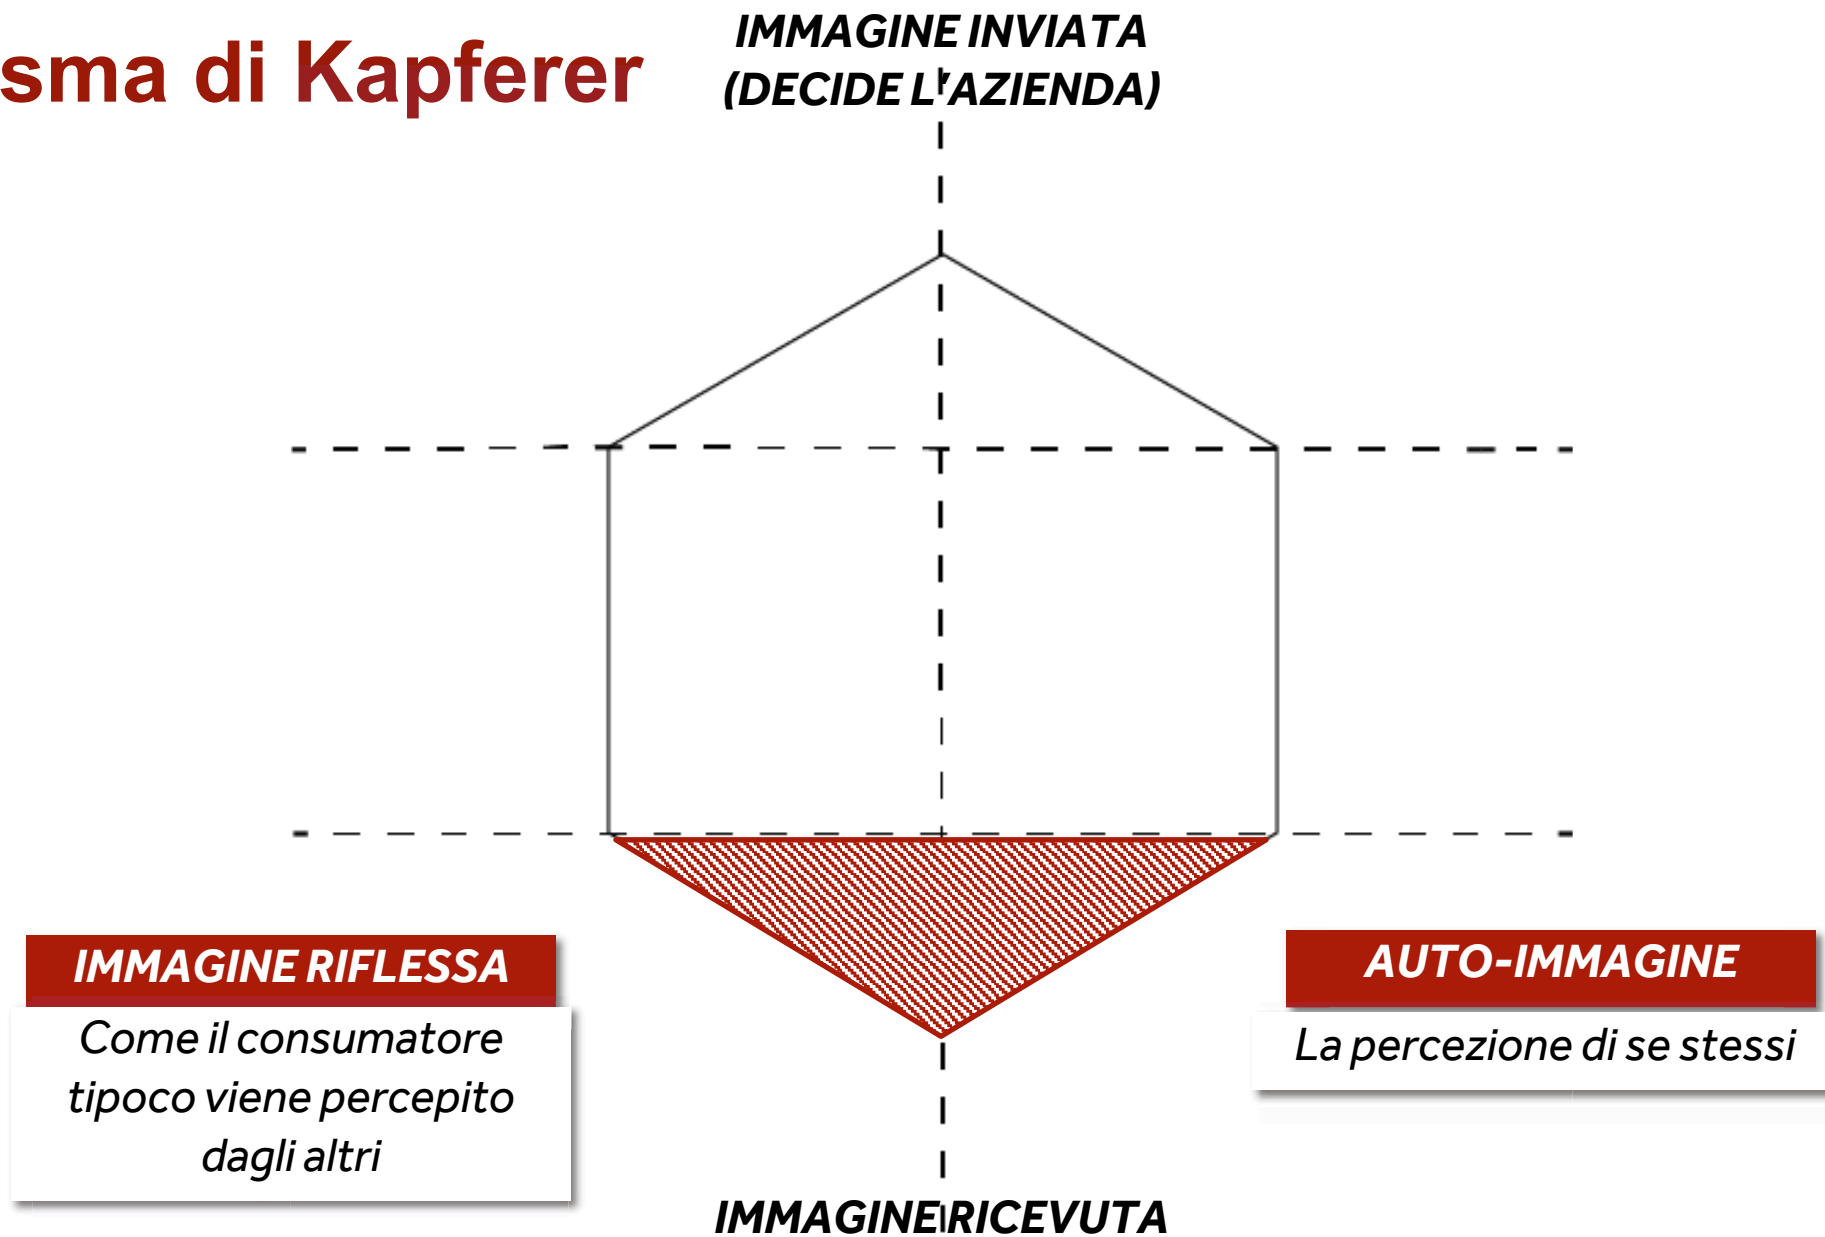 sma di Kapferer
IMMAGINE INVIATA
(DECIDE L'AZIENDA)
IMMAGINE RIFLESSA
Come il consumatore
tipoco viene percepito
dagli altri
AUTO-IMMAGINE
La percezione di se stessi
IMMAGINE RICEVUTA